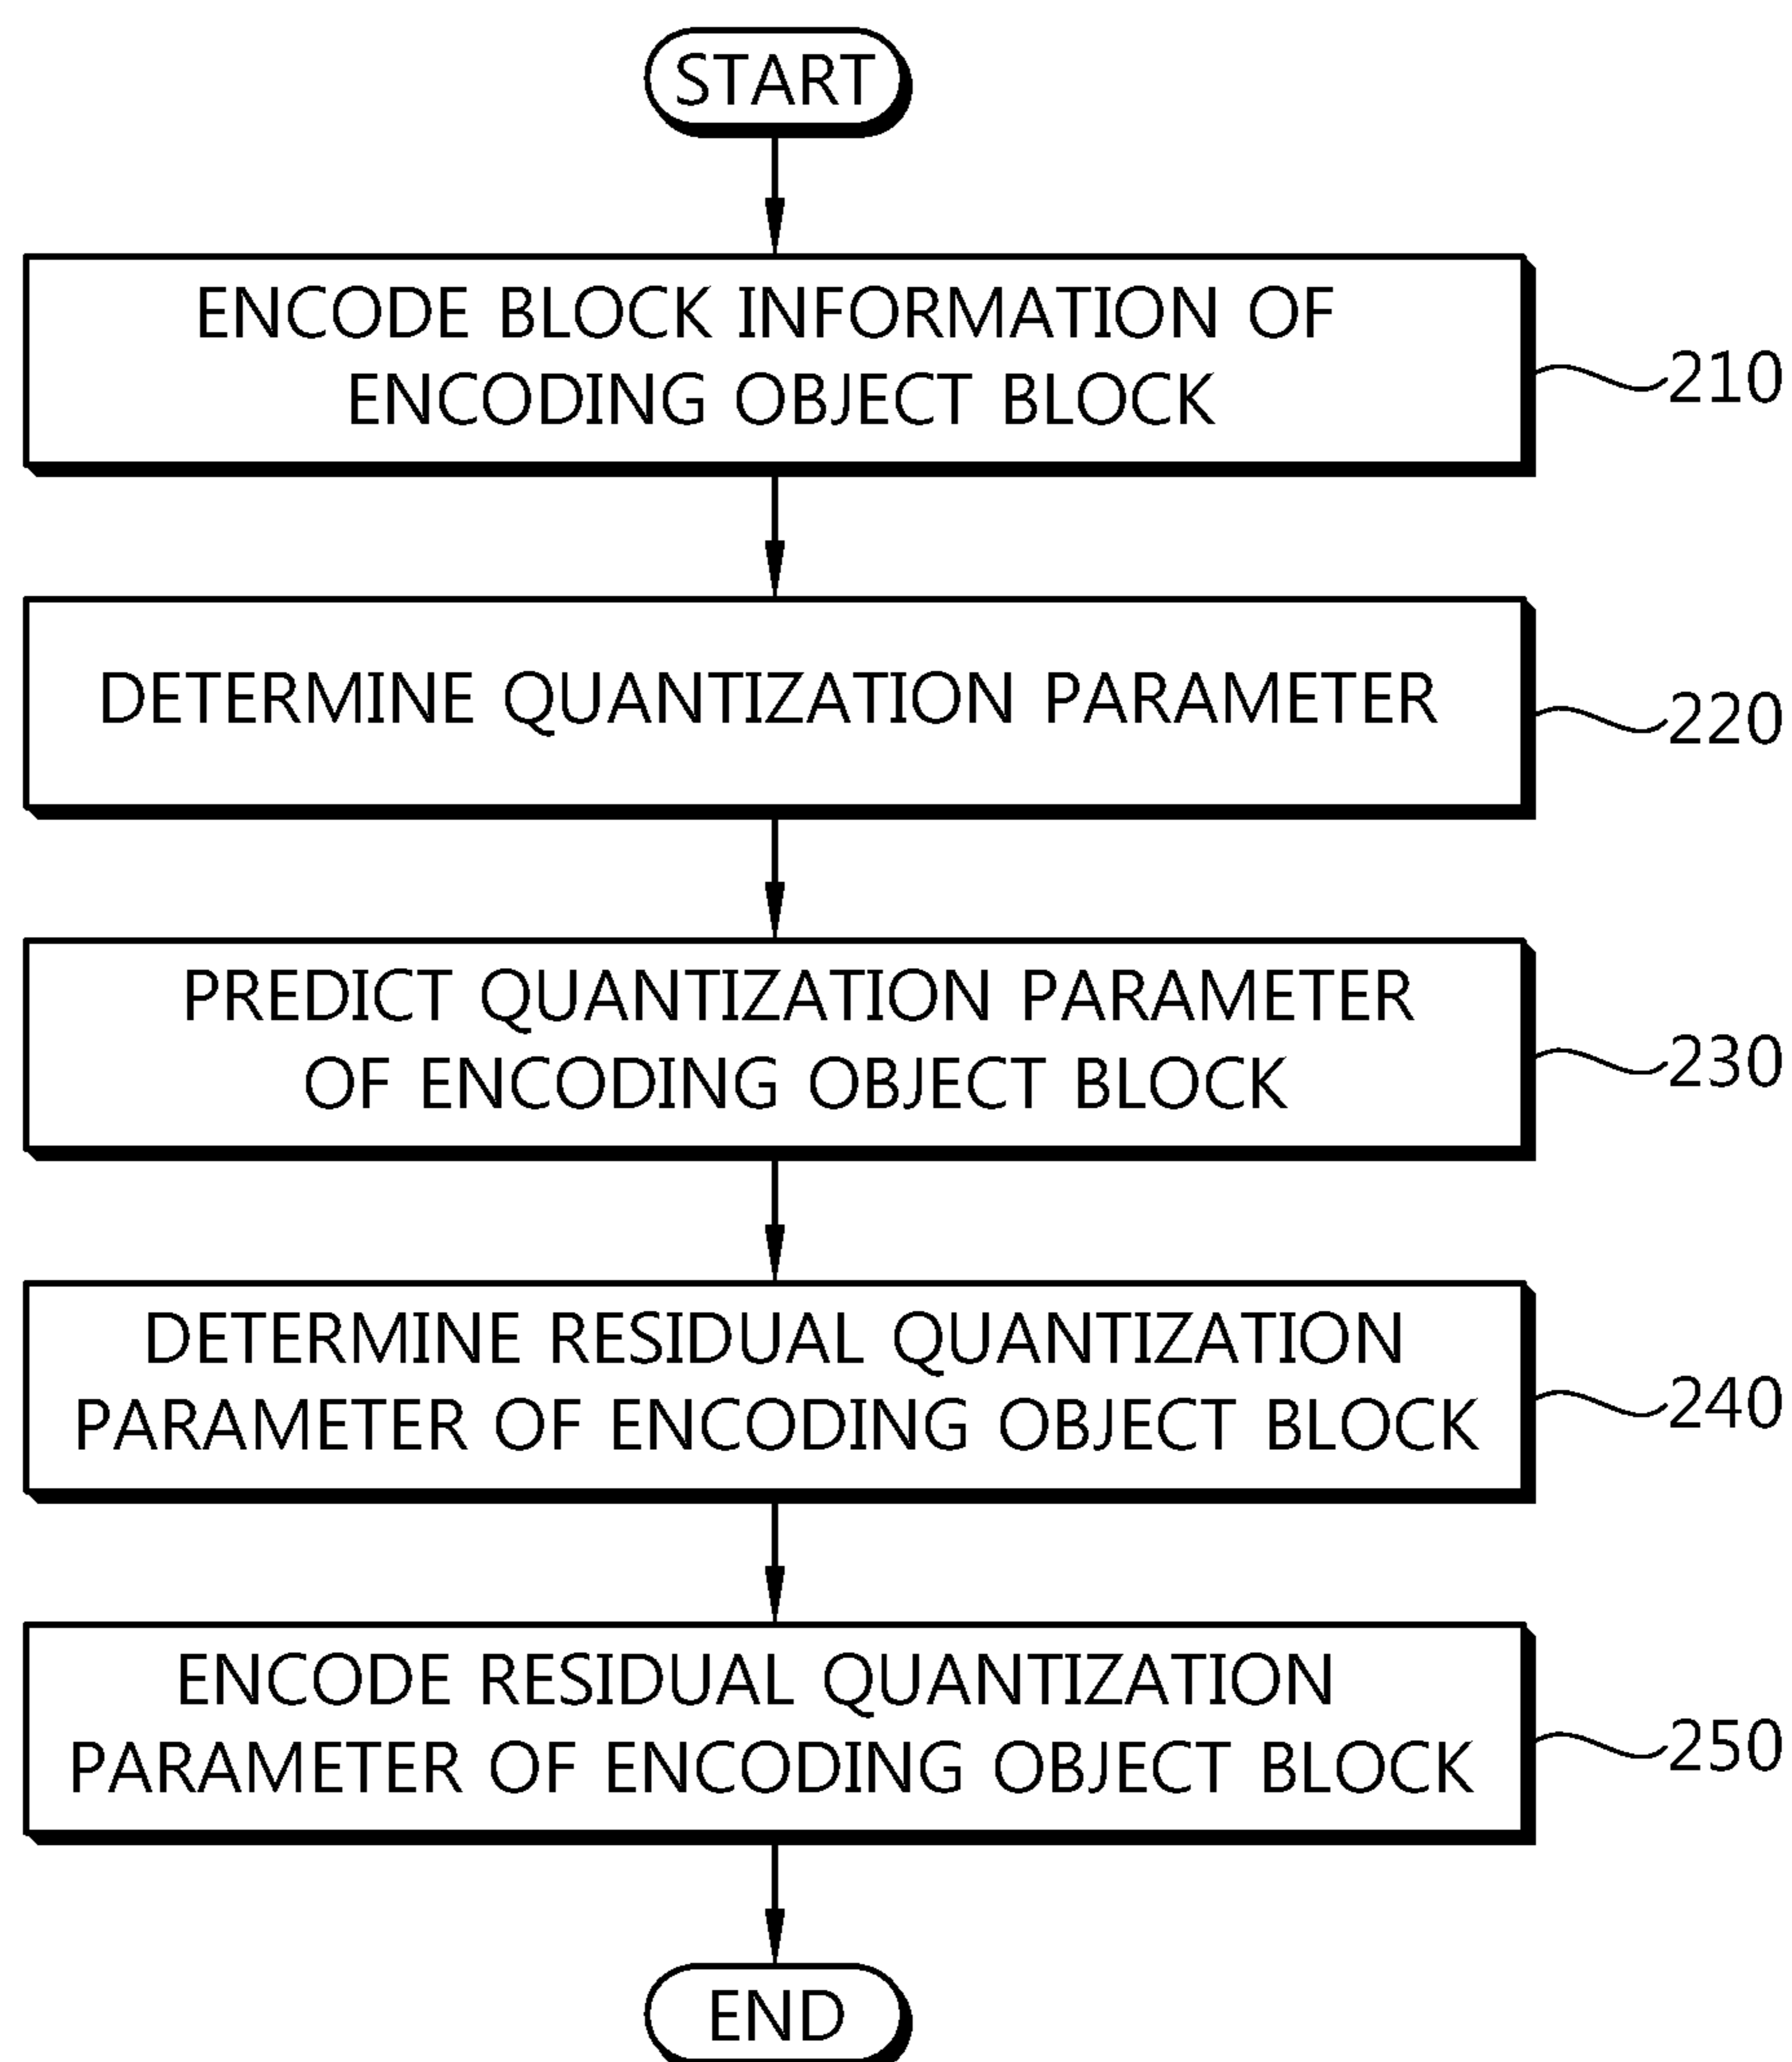 START
ENCODE BLOCK INFORMATION OF
ENCODING OBJECT BLOCK
210
DETERMINE QUANTIZATION PARAMETER
220
PREDICT QUANTIZATION PARAMETER
OF ENCODING OBJECT BLOCK
230
DETERMINE RESIDUAL QUANTIZATION
PARAMETER OF ENCODING OBJECT BLOCK
240
ENCODE RESIDUAL QUANTIZATION
PARAMETER OF ENCODING OBJECT BLOCK
250
END